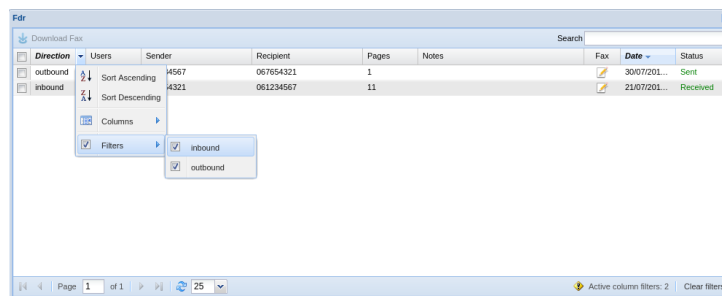 Fdr
Download Fax Search
Direction Users Sender Recipient Pages Notes Fax Date Status
outbound 4567 067654321 1 30/07/201... Sent
inbound 4321 061234567 11 21/07/201... Received
Sort Ascending
Sort Descending
Columns
Filters
inbound
outbound
Page 1 of 1 25 Active column filters: 2 Clear filters